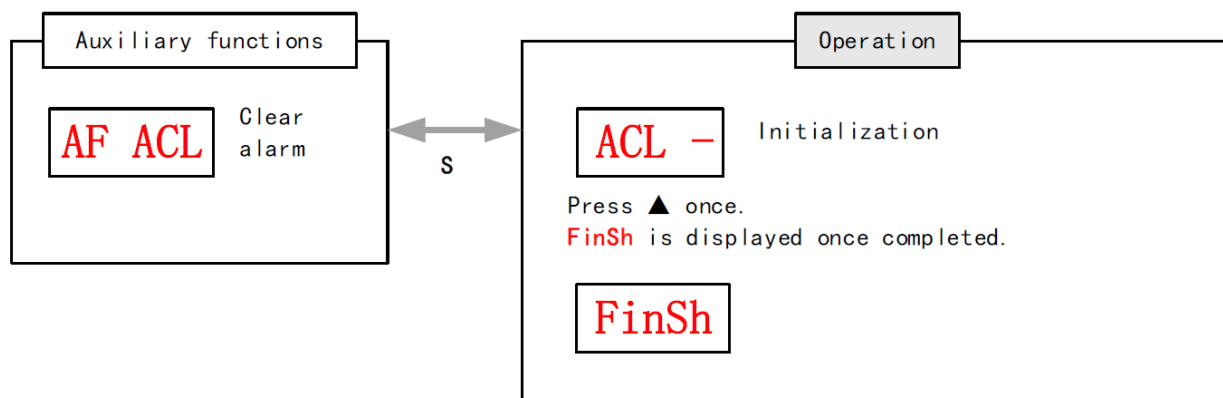 Auxiliary functions
AF ACL
Clear
alarm
S
Operation
ACL −
Initialization
Press ▲ once.
FinSh is displayed once completed.
FinSh